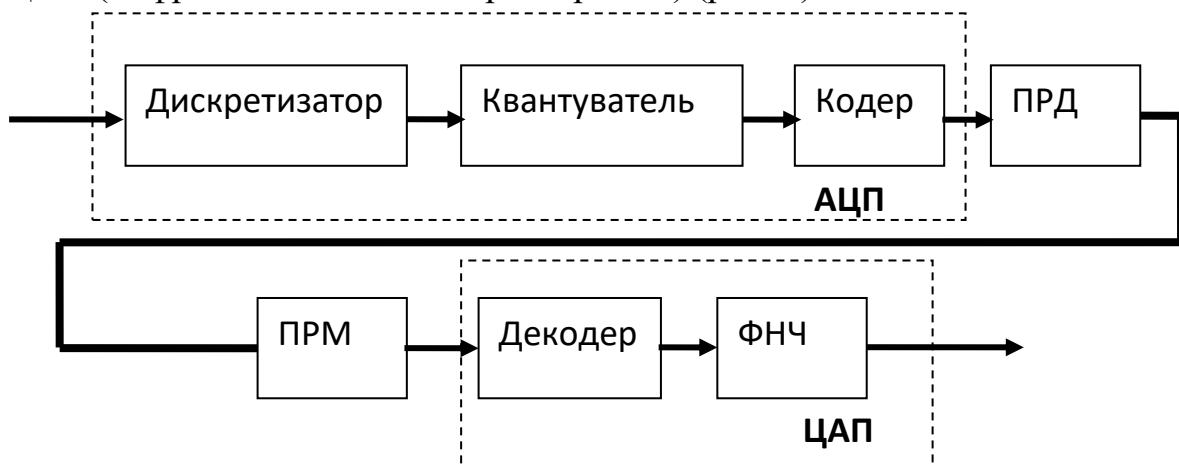 Дискретизатор
Квантуватель
Кодер
ПРД
АЦП
ПРМ
Декодер
ФНЧ
ЦАП